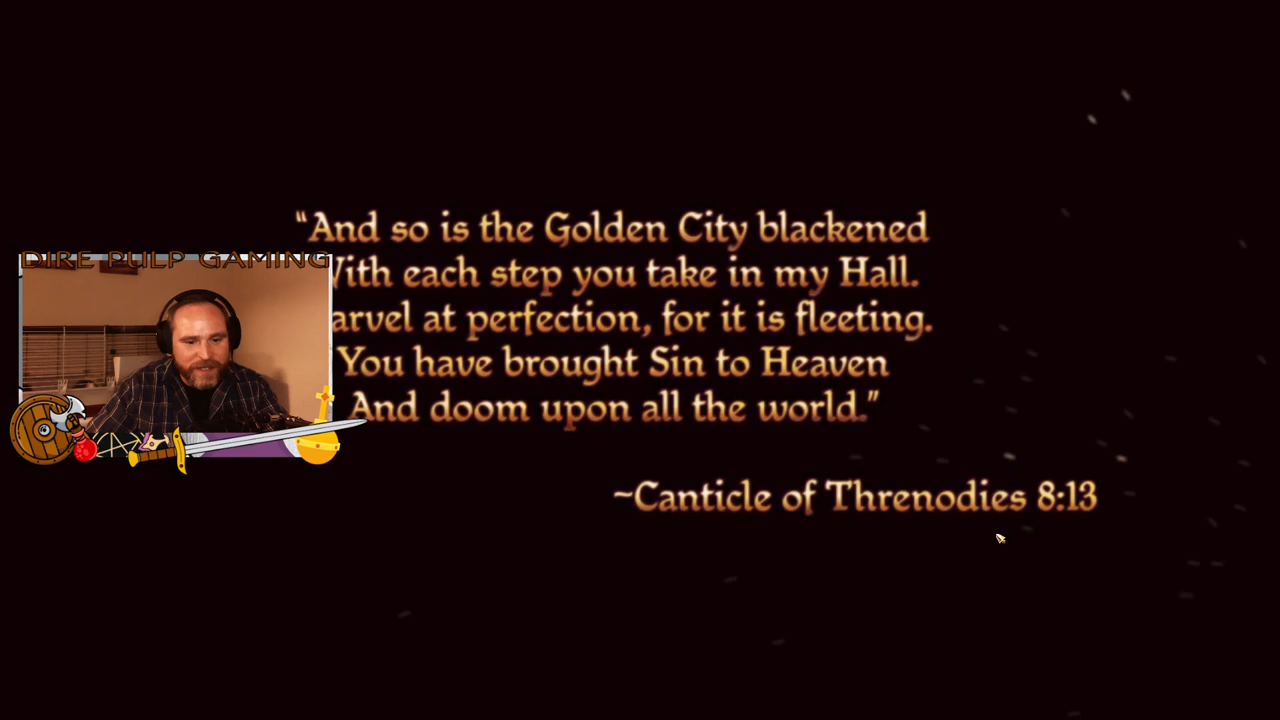 "And so is the Golden City blackened
DIRE PULP GAMING
With each step you take in my Hall.
arvel at perfection, for it is fleeting.
You have brought Sin to Heaven
And doom upon all the world."
~Canticle of Threnodies 8:13